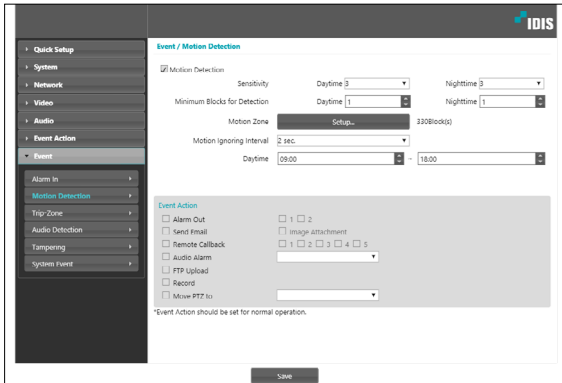 IDIS
Quick Setup
System
Network
Video
Audio
Event Action
Event
Alarm In
Motion Detection
Trip-Zone
Audio Detection
Tampering
System Event
Event / Motion Detection
Motion Detection
Sensitivity Daytime 3 Nighttime 3
Minimum Blocks for Detection Daytime 1 Nighttime 1
Motion Zone Setup... 330Block(s)
Motion Ignoring Interval 2 sec.
Daytime 09:00 ~ 18:00
Event Action
Alarm Out 1 2
Send Email Image Attachment
Remote Callback 1 2 3 4 5
Audio Alarm
FTP Upload
Record
Move PTZ to
*Event Action should be set for normal operation.
Save